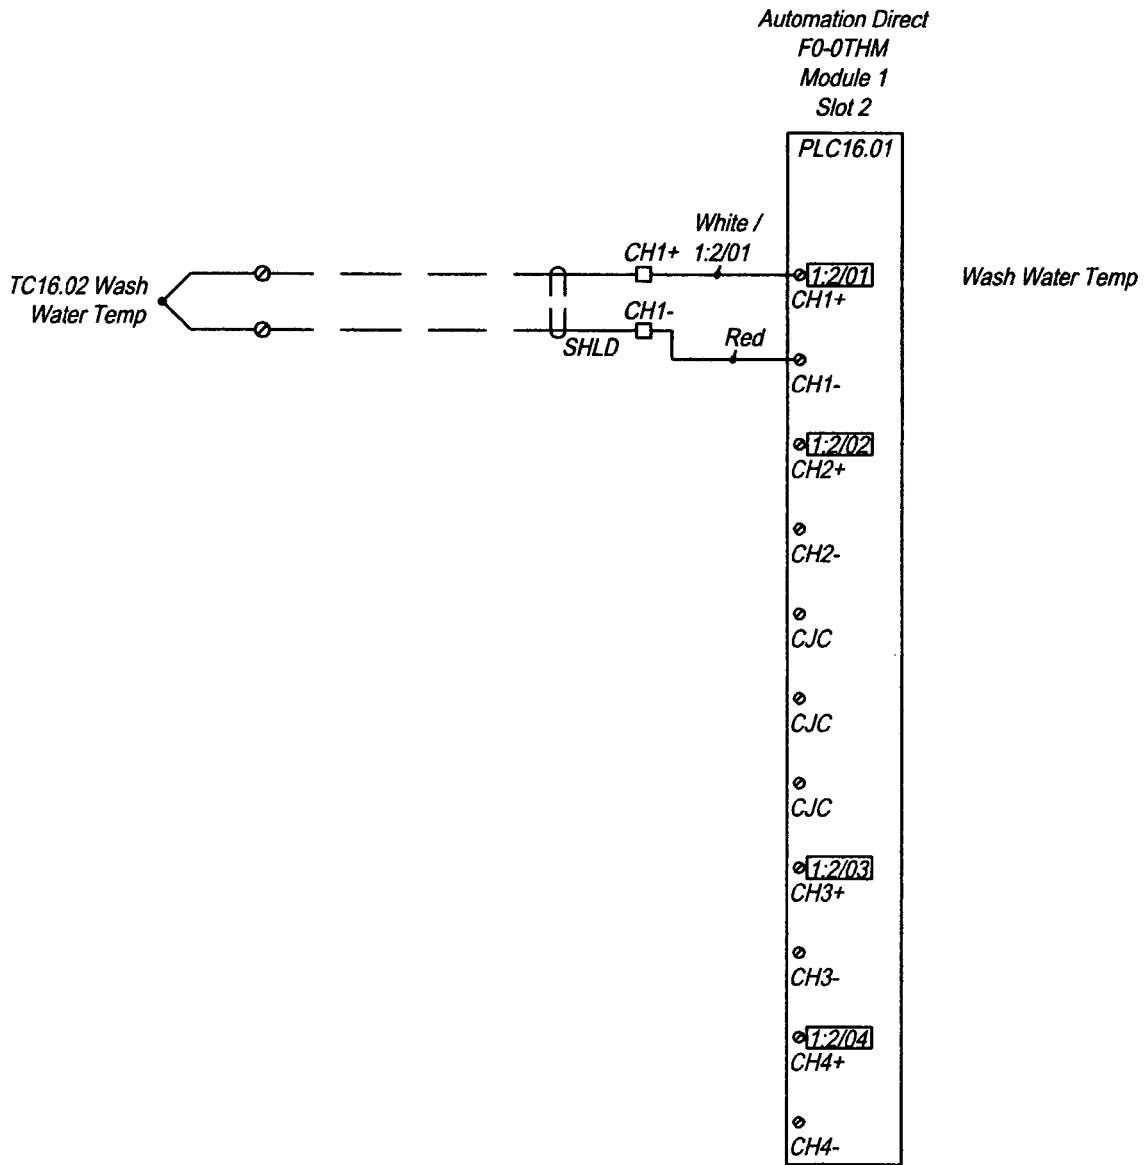 Automation Direct
F0-0THM
Module 1
Slot 2
PLC16.01
White /
CH1+ 1:2/01
TC16.02 Wash
Water Temp
1:2/01
CH1+
Wash Water Temp
CH1-
SHLD
Red
CH1-
1:2/02
CH2+
CH2-
CJC
CJC
CJC
1:2/03
CH3+
CH3-
1:2/04
CH4+
CH4-